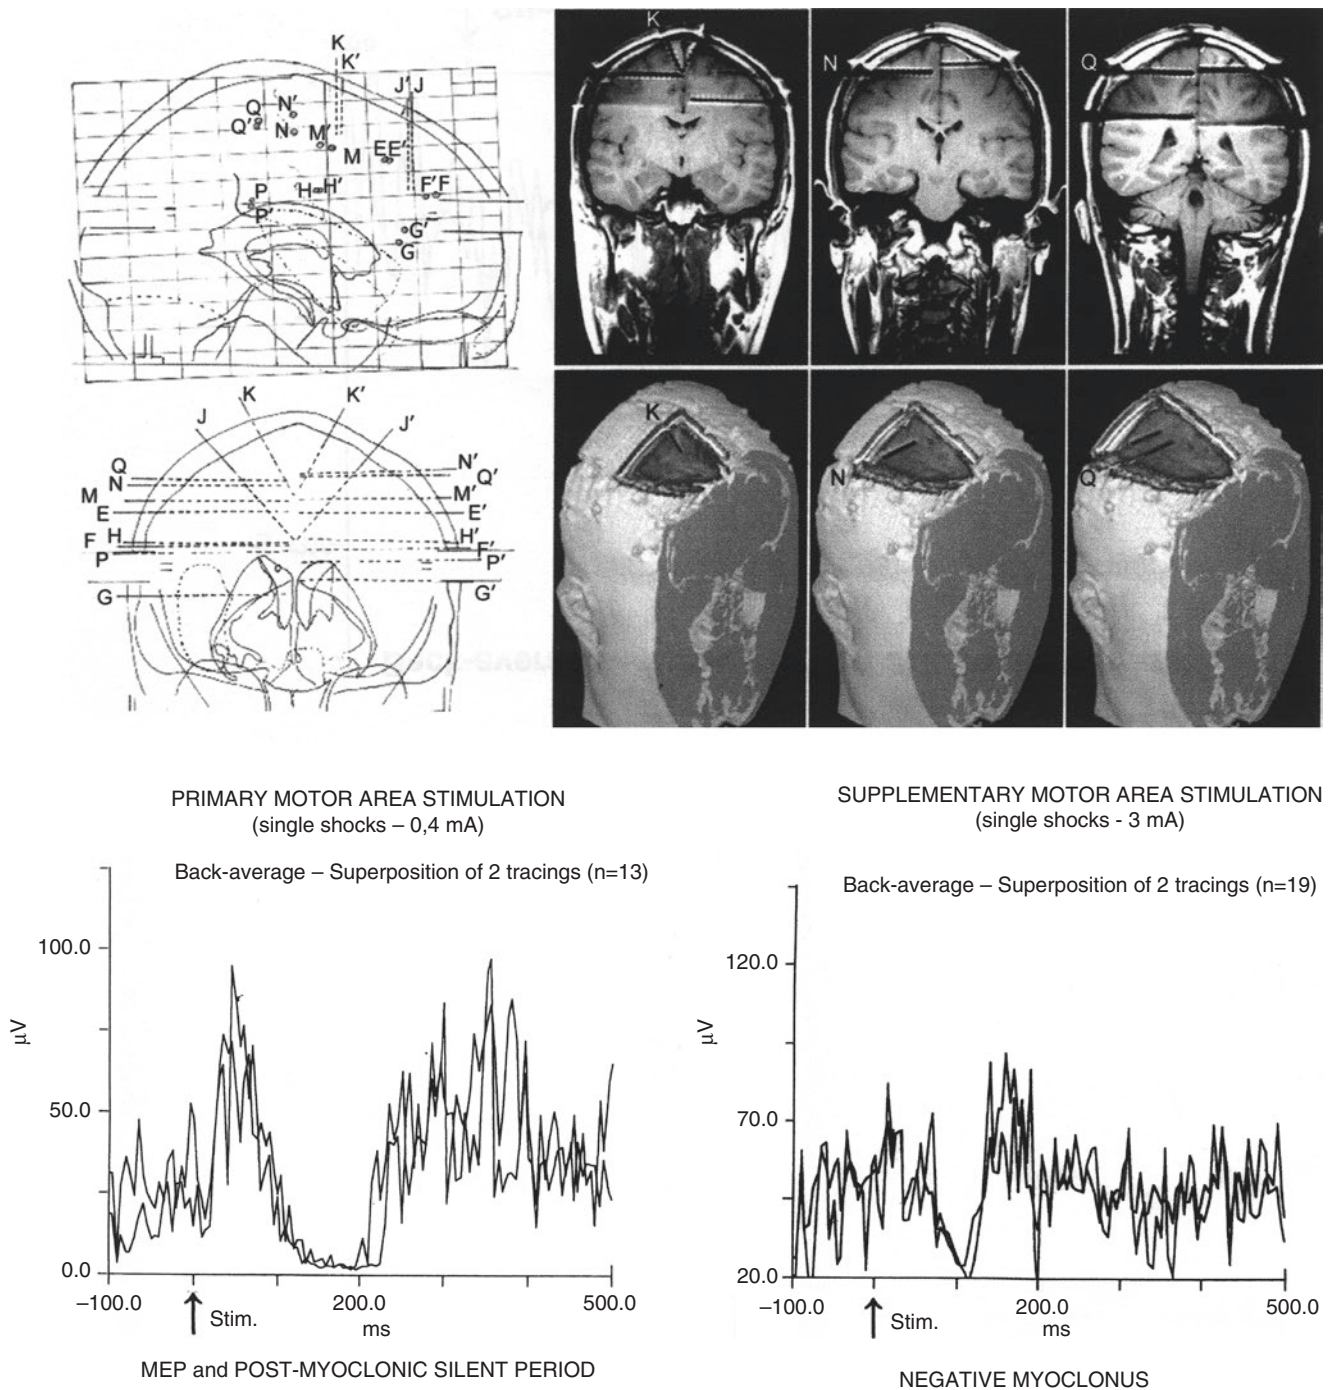 K
K'
J' J
Q
N'
Q'
N
M'
M
E E'
H H'
F' F
P
P'
G'
G
K
N
Q
K
K'
J
J'
Q
N'
N
Q'
M
M'
E
E'
F
H
H'
F'
P
P'
G
G'
K
N
Q
PRIMARY MOTOR AREA STIMULATION
(single shocks – 0,4 mA)
Back-average – Superposition of 2 tracings (n=13)
100.0
50.0
0.0
µV
–100.0
200.0
500.0
Stim.
ms
MEP and POST-MYOCLONIC SILENT PERIOD
SUPPLEMENTARY MOTOR AREA STIMULATION
(single shocks - 3 mA)
Back-average – Superposition of 2 tracings (n=19)
120.0
70.0
20.0
µV
–100.0
200.0
500.0
Stim.
ms
NEGATIVE MYOCLONUS